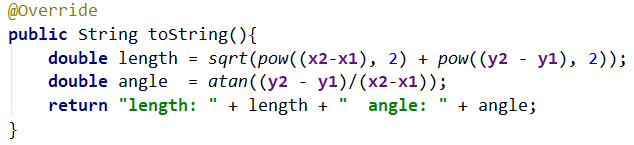 @Override
public String toString(){
    double length = sqrt(pow((x2-x1), 2) + pow((y2 - y1), 2));
    double angle  = atan((y2 - y1)/(x2-x1));
    return "length: " + length + "  angle: " + angle;
}